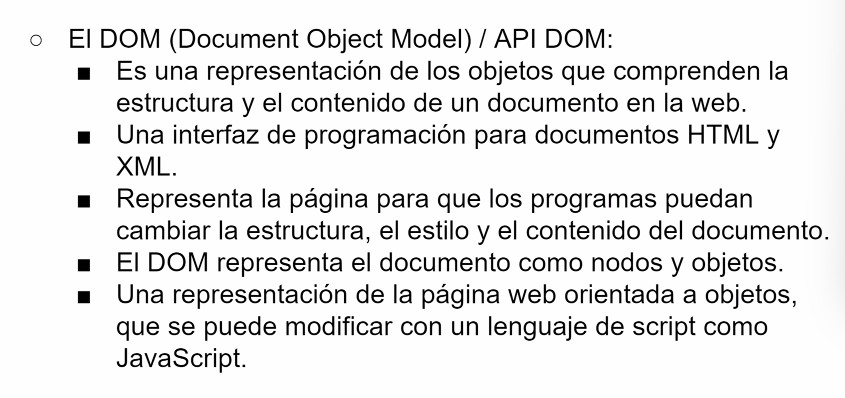 ○ El DOM (Document Object Model) / API DOM:
■ Es una representación de los objetos que comprenden la
estructura y el contenido de un documento en la web.
■ Una interfaz de programación para documentos HTML y
XML.
■ Representa la página para que los programas puedan
cambiar la estructura, el estilo y el contenido del documento.
■ El DOM representa el documento como nodos y objetos.
■ Una representación de la página web orientada a objetos,
que se puede modificar con un lenguaje de script como
JavaScript.